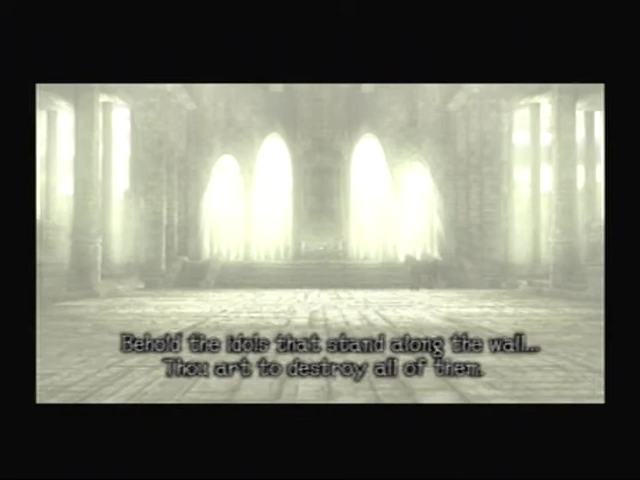 Behold the idols that stand along the wall...
Thou art to destroy all of them.